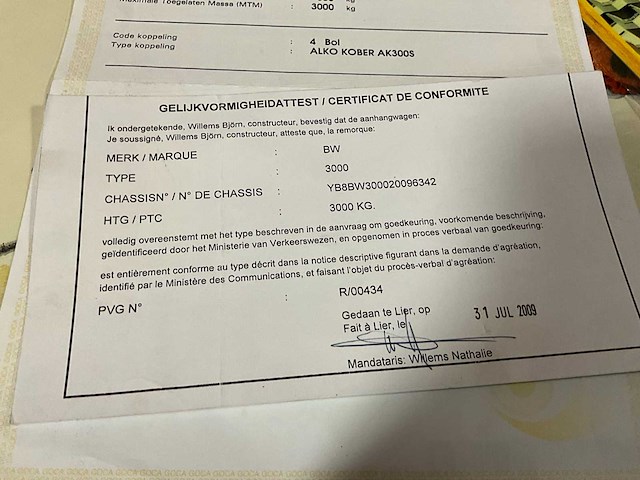 Maximale Toegelaten Massa (MTM) : 3000 kg
Code koppeling : 4 Bol
Type koppeling : ALKO KOBER AK300S
GELIJKVORMIGHEIDATTEST / CERTIFICAT DE CONFORMITE
Ik ondergetekende, Willems Björn, constructeur, bevestig dat de aanhangwagen:
Je soussigné, Willems Björn, constructeur, atteste que, la remorque:
MERK / MARQUE : BW
TYPE : 3000
CHASSISN° / N° DE CHASSIS : YB8BW300020096342
HTG / PTC : 3000 KG.
volledig overeenstemt met het type beschreven in de aanvraag om goedkeuring, voorkomende beschrijving,
geïdentificeerd door het Ministerie van Verkeerswezen, en opgenomen in proces verbaal van goedkeuring:
est entièrement conforme au type décrit dans la notice descriptive figurant dans la demande d'agréation,
identifié par le Ministère des Communications, et faisant l'objet du procès-verbal d'agréation:
PVG N° : R/00434
Gedaan te Lier, op
Fait à Lier, le
31 JUL 2009
Mandataris: Willems Nathalie
GOCA GOCA GOCA GOCA GOCA GOCA